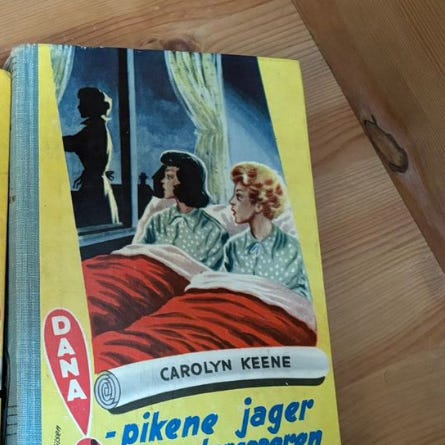 CAROLYN KEENE
DANA
-pikene jager